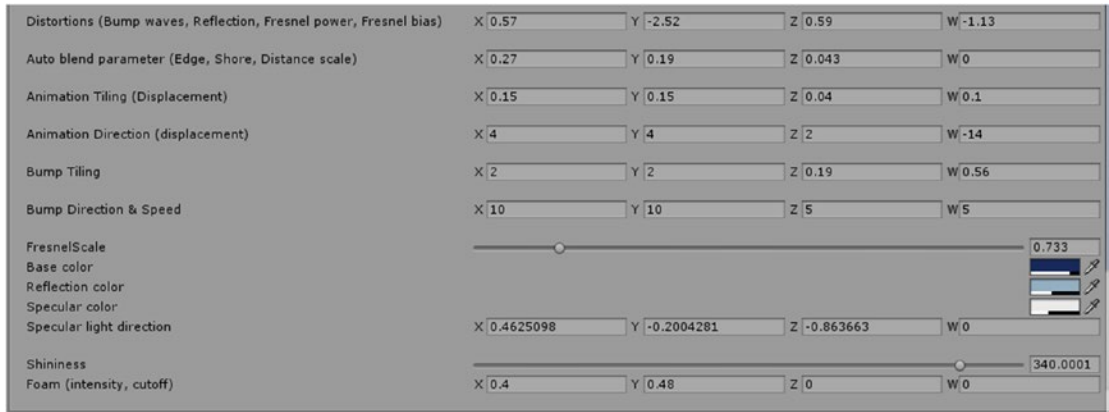 Distortions (Bump waves, Reflection, Fresnel power, Fresnel bias) X 0.57 Y -2.52 Z 0.59 W -1.13
Auto blend parameter (Edge, Shore, Distance scale) X 0.27 Y 0.19 Z 0.043 W 0
Animation Tiling (Displacement) X 0.15 Y 0.15 Z 0.04 W 0.1
Animation Direction (displacement) X 4 Y 4 Z 2 W -14
Bump Tiling X 2 Y 2 Z 0.19 W 0.56
Bump Direction & Speed X 10 Y 10 Z 5 W 5
FresnelScale 0.733
Base color
Reflection color
Specular color
Specular light direction X 0.4625098 Y -0.2004281 Z -0.863663 W 0
Shininess 340.0001
Foam (intensity, cutoff) X 0.4 Y 0.48 Z 0 W 0